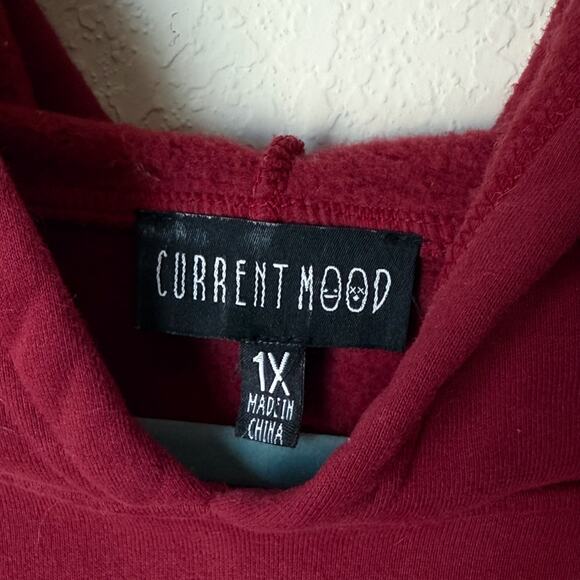 CURRENT MOOD
1X
MADE IN
CHINA